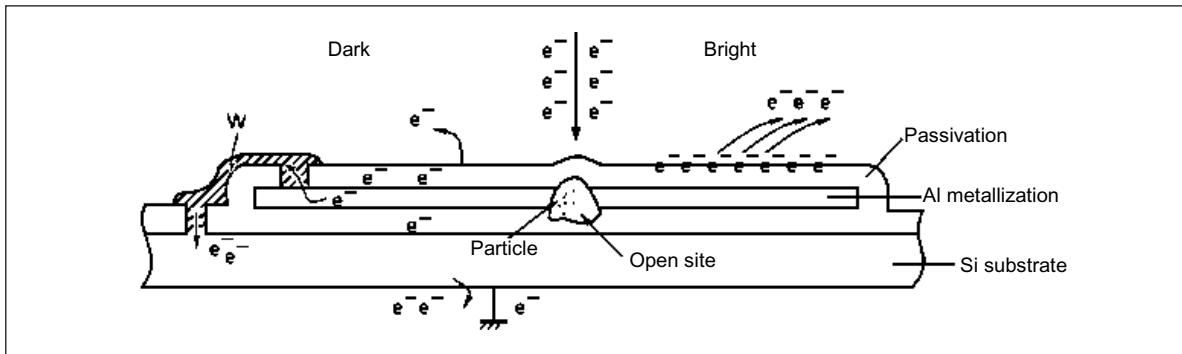 Dark
Bright
e⁻ e⁻
e⁻ e⁻
e⁻ e⁻
e⁻ e⁻ e⁻
W
e⁻
Passivation
e⁻ e⁻ e⁻ e⁻ e⁻ e⁻ e⁻
e⁻ e⁻
e⁻
Al metallization
e⁻
e⁻ e⁻
Particle
Open site
Si substrate
e⁻ e⁻
e⁻